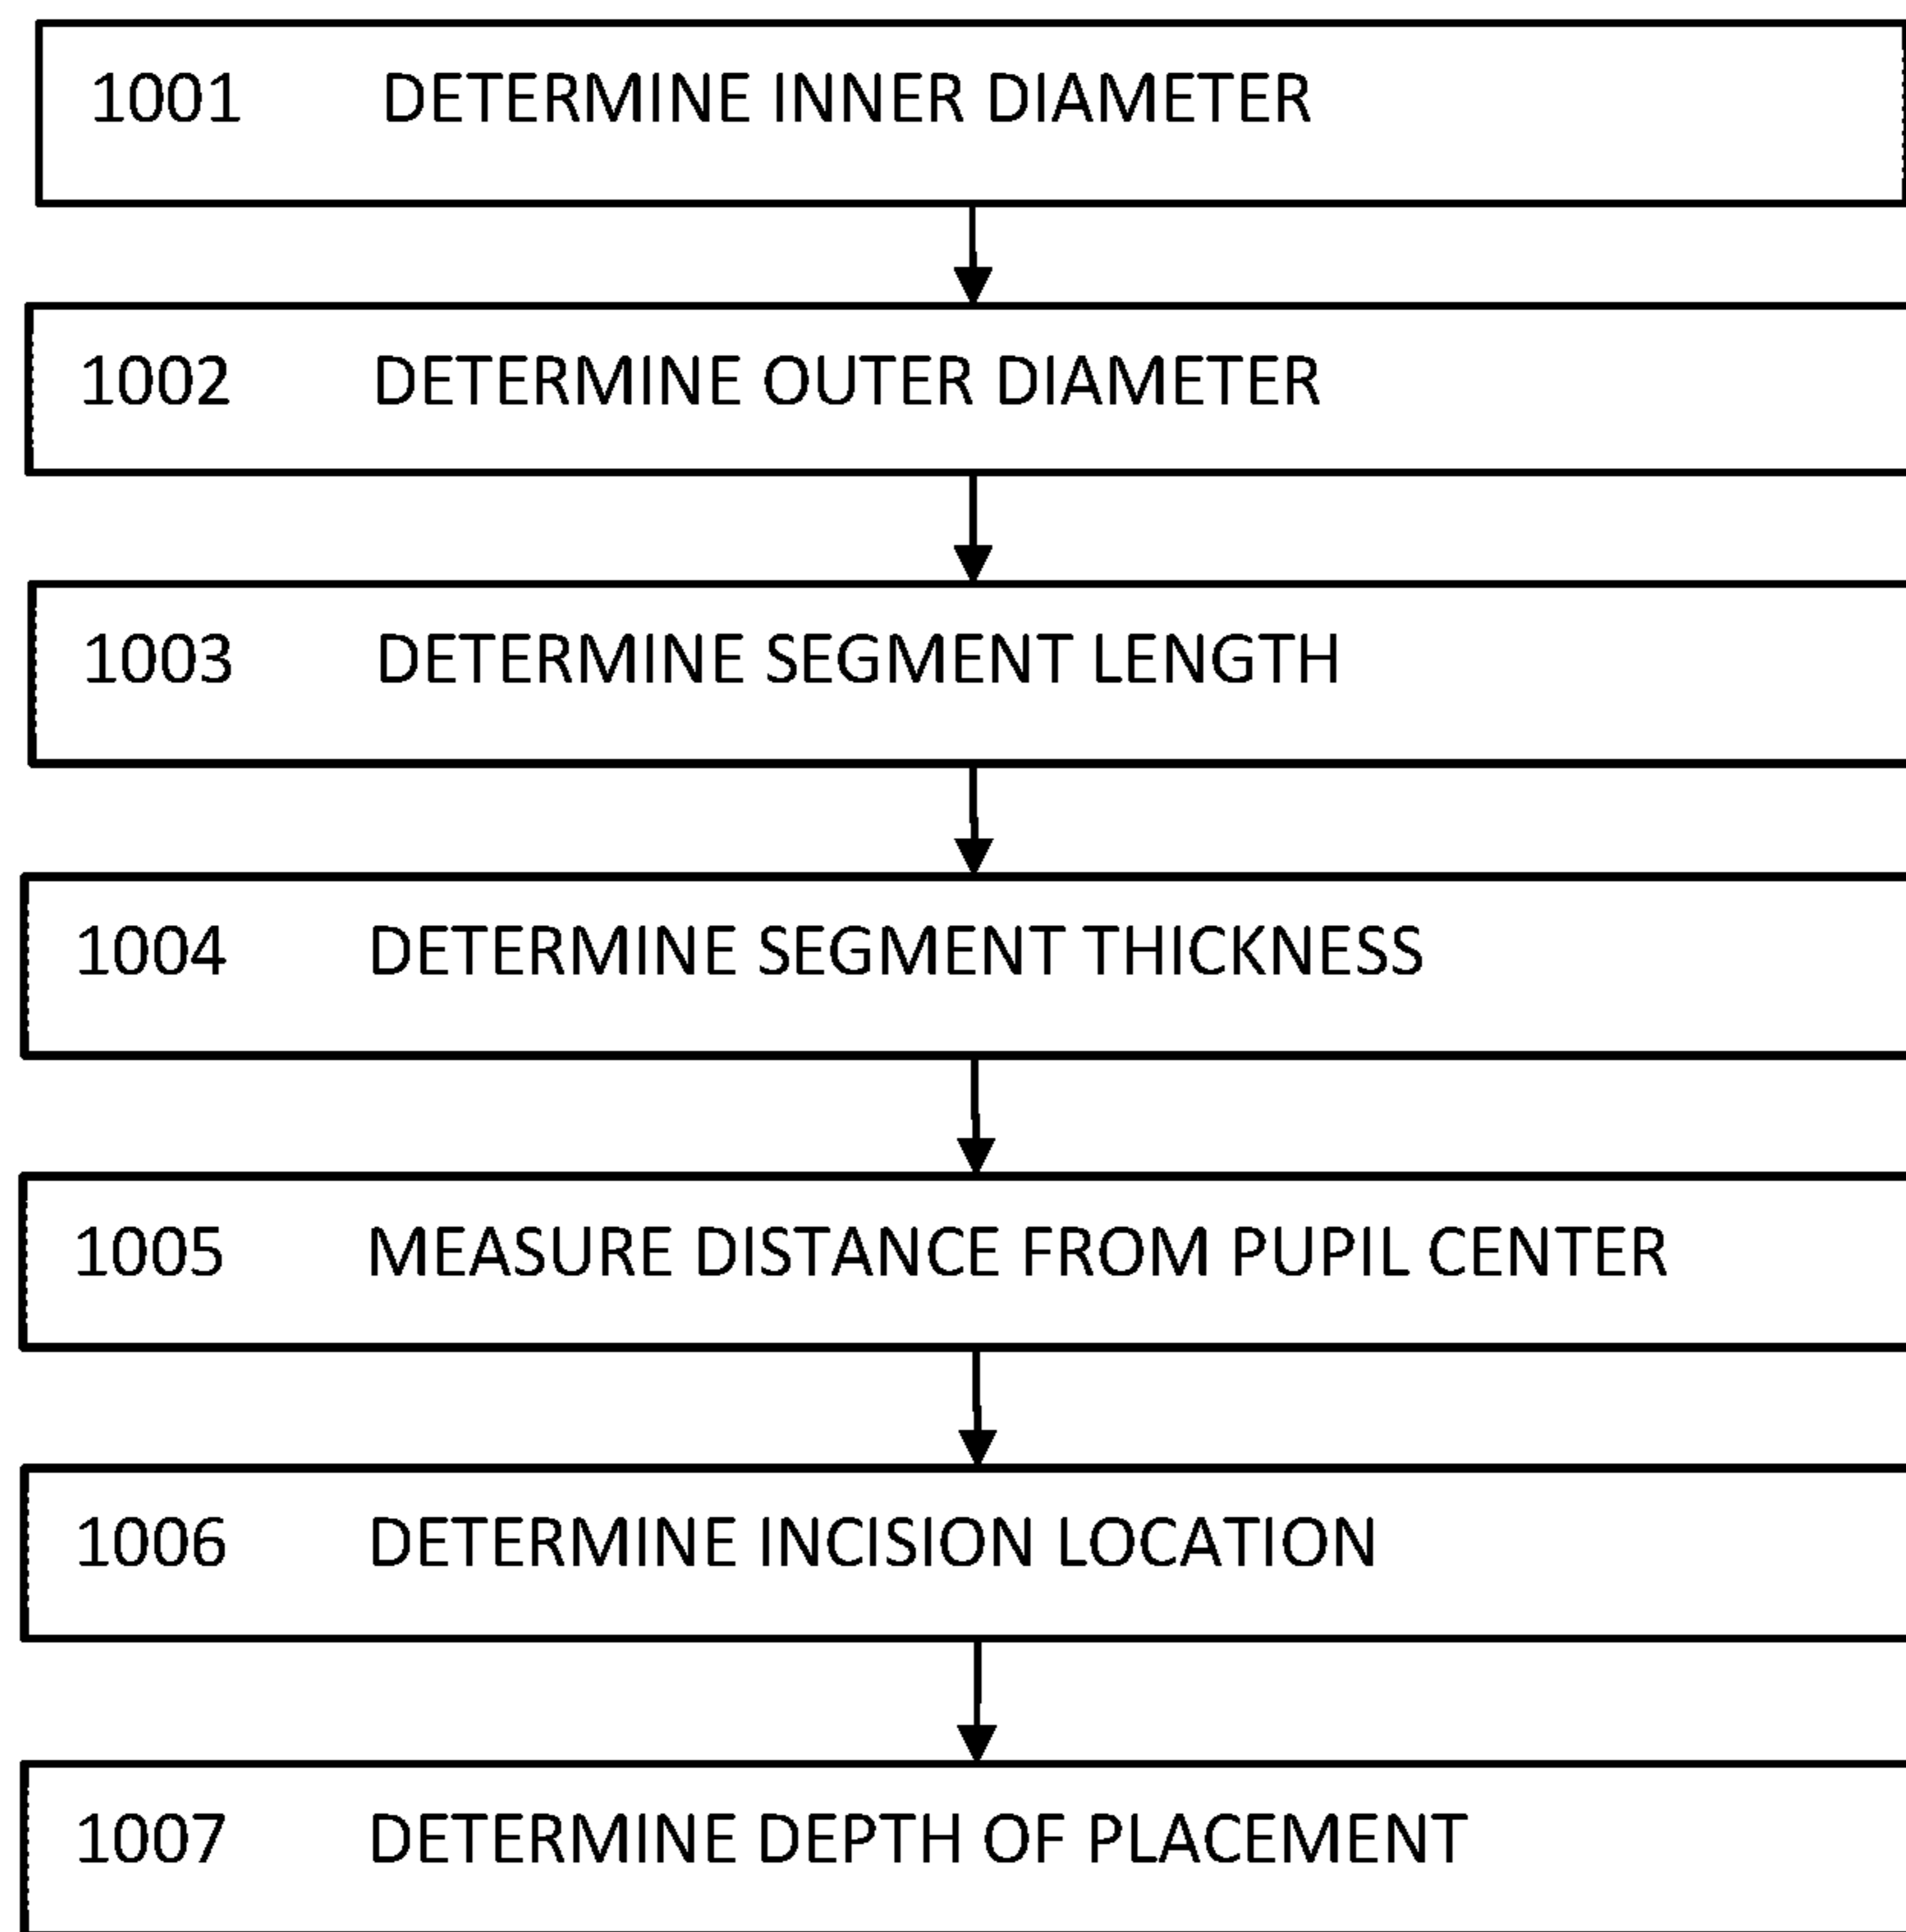 1001 DETERMINE INNER DIAMETER
1002 DETERMINE OUTER DIAMETER
1003 DETERMINE SEGMENT LENGTH
1004 DETERMINE SEGMENT THICKNESS
1005 MEASURE DISTANCE FROM PUPIL CENTER
1006 DETERMINE INCISION LOCATION
1007 DETERMINE DEPTH OF PLACEMENT